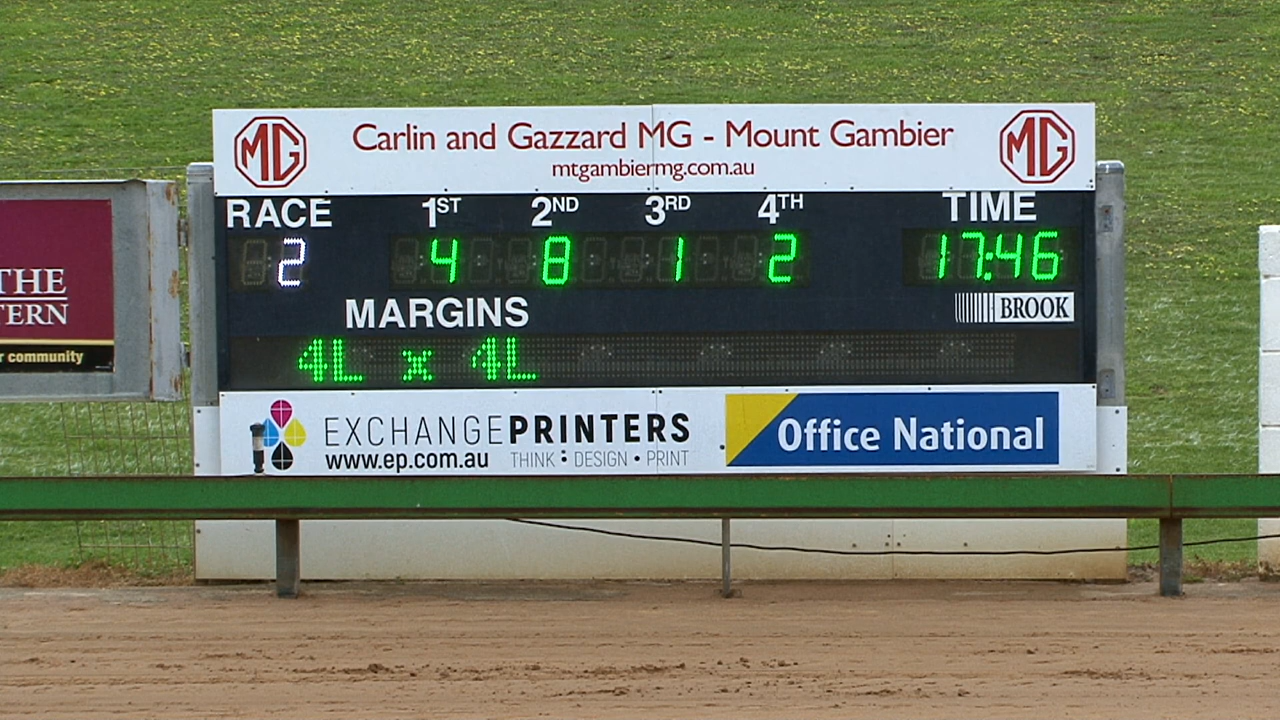 MG Carlin and Gazzard MG - Mount Gambier MG
mtgambiermg.com.au
RACE 1ST 2ND 3RD 4TH TIME
2 4 8 1 2 17:46
MARGINS
BROOK
4L x 4L
THE
TERN
r community
EXCHANGEPRINTERS
www.ep.com.au THINK : DESIGN • PRINT
Office National